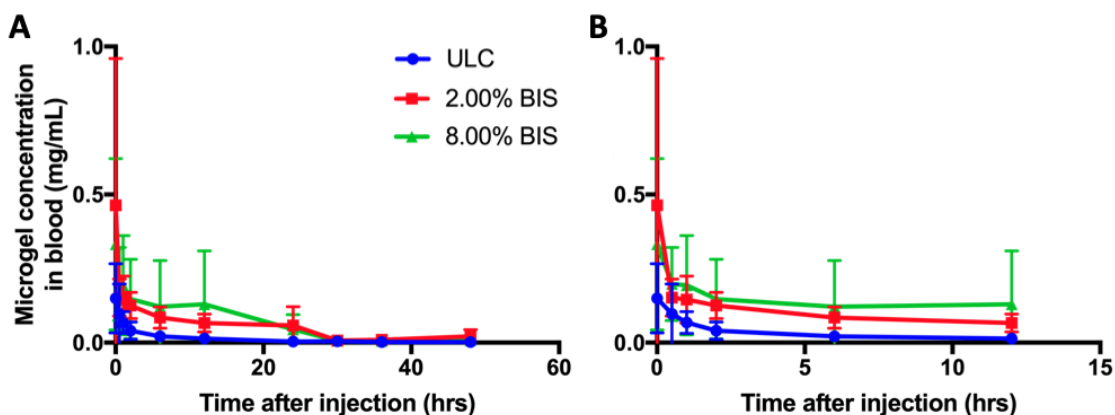 A
B
Microgel concentration
in blood (mg/mL)
1.0
0.5
0.0
0
20
40
60
Time after injection (hrs)
ULC
2.00% BIS
8.00% BIS
1.0
0.5
0.0
0
5
10
15
Time after injection (hrs)